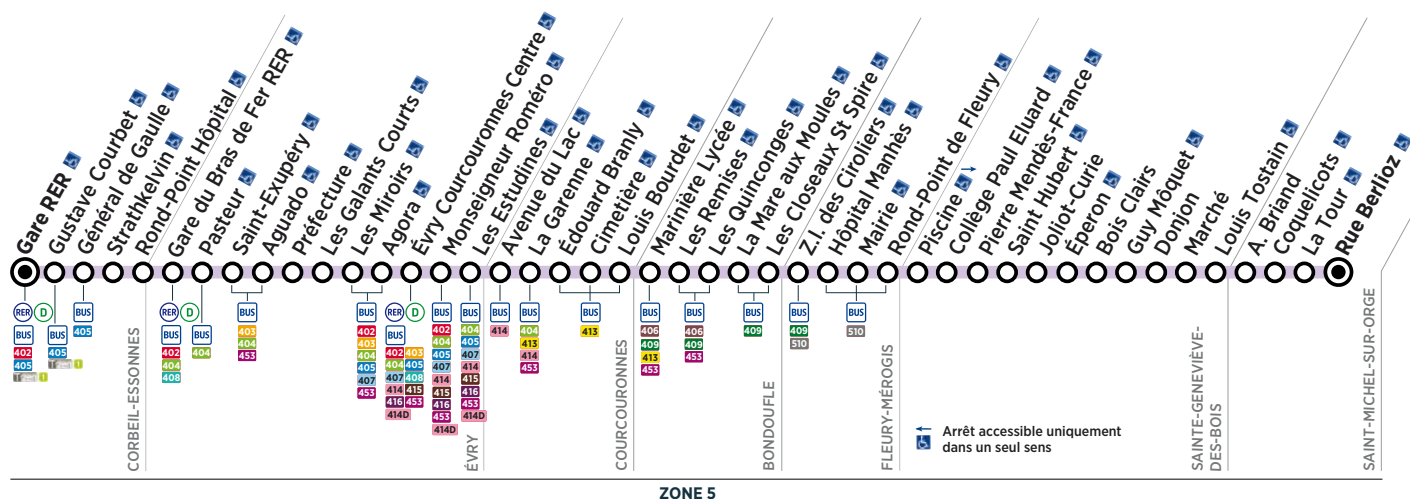 Gare RER
Gustave Courbet
Général de Gaulle
Strathkelvin
Rond-Point Hôpital
Gare du Bras de Fer RER
Pasteur
Saint-Exupéry
Aguado
Préfecture
Les Galants Courts
Les Miroirs
Agora
Évry Courcouronnes Centre
Monseigneur Roméro
Les Estudines
Avenue du Lac
La Garenne
Édouard Branly
Cimetière
Louis Bourdet
Marinière Lycée
Les Remises
Les Quinconges
La Mare aux Moules
Les Closeaux St Spire
Z.I. des Ciroliers
Hôpital Manhès
Mairie
Rond-Point de Fleury
Piscine
Collège Paul Eluard
Pierre Mendès-France
Saint Hubert
Joliot-Curie
Eperon
Bois Clairs
Guy Môquet
Donjon
Marché
Louis Tostain
A. Briand
Coquelicots
La Tour
Rue Berlioz
RER D
BUS
402
405
1
BUS
405
1
BUS
405
RER D
BUS
402
404
408
BUS
404
BUS
403
404
453
BUS
402
403
404
405
407
453
RER D
BUS
402 403
404 405
407 408
414 415
416 453
414D
BUS
402
404
405
407
414
415
416
453
414D
BUS
404
405
407
414
415
416
453
414D
BUS
414
BUS
404
413
414
453
BUS
413
BUS
406
409
413
453
BUS
406
409
453
BUS
409
BUS
409
510
BUS
510
CORBEIL-ESSONNES
ÉVRY
COURCOURONNES
BONDOUFLE
FLEURY-MÉROGIS
SAINTE-GENEVIÈVE-
DES-BOIS
SAINT-MICHEL-SUR-ORGE
Arrêt accessible uniquement
dans un seul sens
ZONE 5